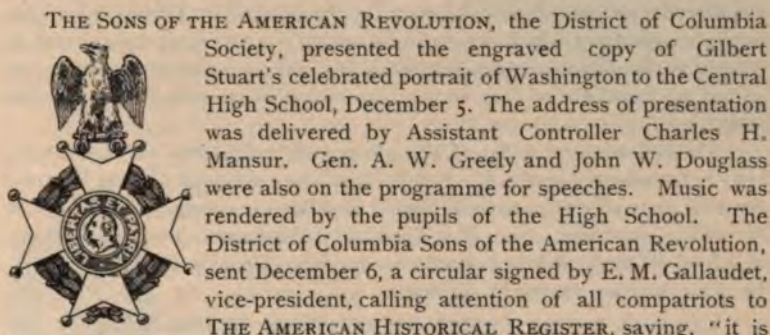 THE SONS OF THE AMERICAN REVOLUTION, the District of Columbia
Society, presented the engraved copy of Gilbert
Stuart's celebrated portrait of Washington to the Central
High School, December 5. The address of presentation
was delivered by Assistant Controller Charles H.
Mansur. Gen. A. W. Greely and John W. Douglass
were also on the programme for speeches. Music was
rendered by the pupils of the High School. The
District of Columbia Sons of the American Revolution,
sent December 6, a circular signed by E. M. Gallaudet,
vice-president, calling attention of all compatriots to
THE AMERICAN HISTORICAL REGISTER, saying, "it is